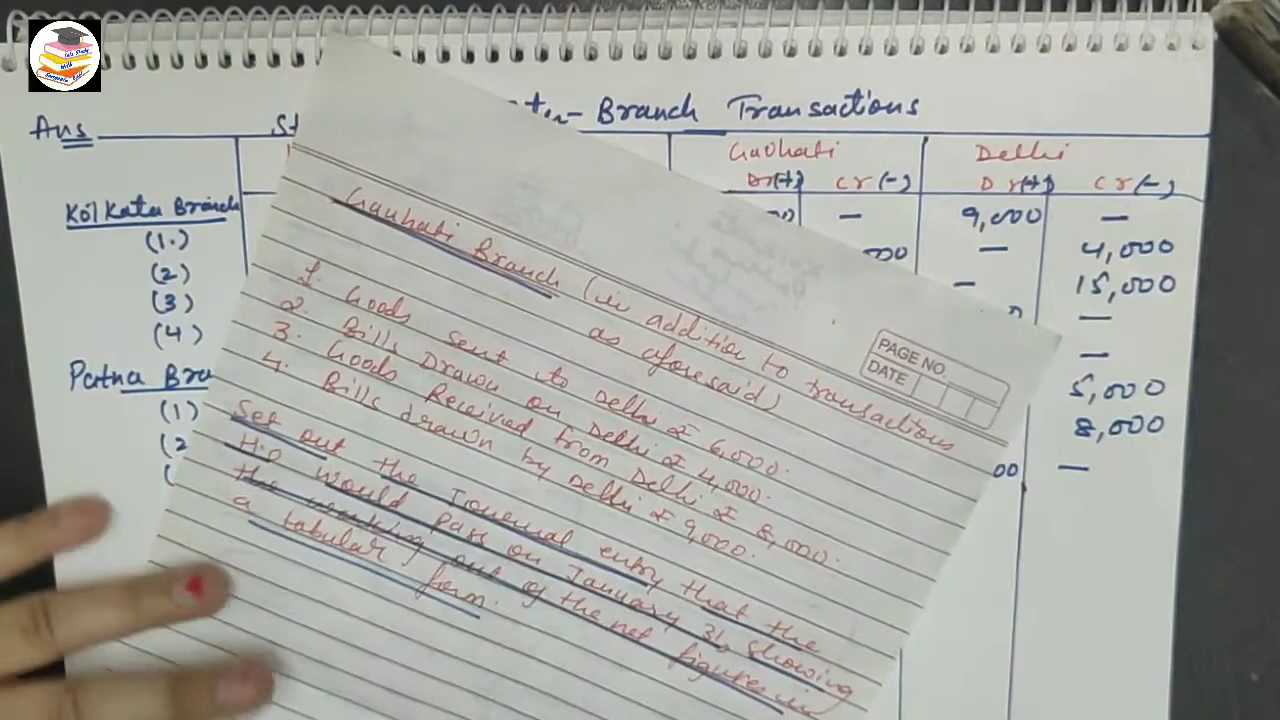 Inter-Branch Transactions
Ans
Gauhati Delhi
Dr(+) Cr(-) Dr(+) Cr(-)
Kolkata Branch — 9,000 —
(1.) — 4,000
(2) — 15,000
(3) —
(4) —
Patna Bra 5,000
(1) 8,000
(2 00 —
Gauhati Branch (in addition to transactions
as aforesaid)
1. Goods sent to Delhi ₹ 6,000.
2. Bills Drawn on Delhi ₹ 4,000.
3. Goods Received from Delhi ₹ 8,000.
4. Bills drawn by Delhi ₹ 9,000.
Set out the Journal entry that the
H.O would pass on January 31, showing
the working out of the net figures in
a tabular form.
PAGE NO.
DATE